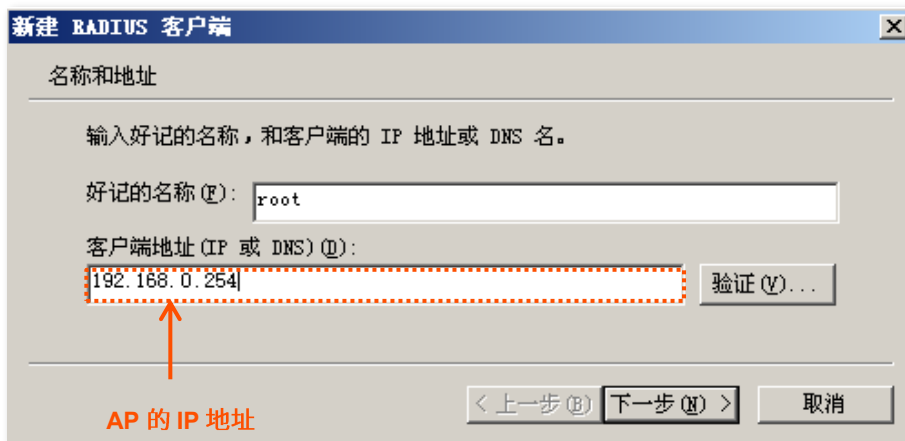 新建 RADIUS 客户端
名称和地址
输入好记的名称，和客户端的 IP 地址或 DNS 名。
好记的名称(F): root
客户端地址(IP 或 DNS)(D):
192.168.0.254 验证(V)...
AP 的 IP 地址
< 上一步(B) 下一步(N) > 取消